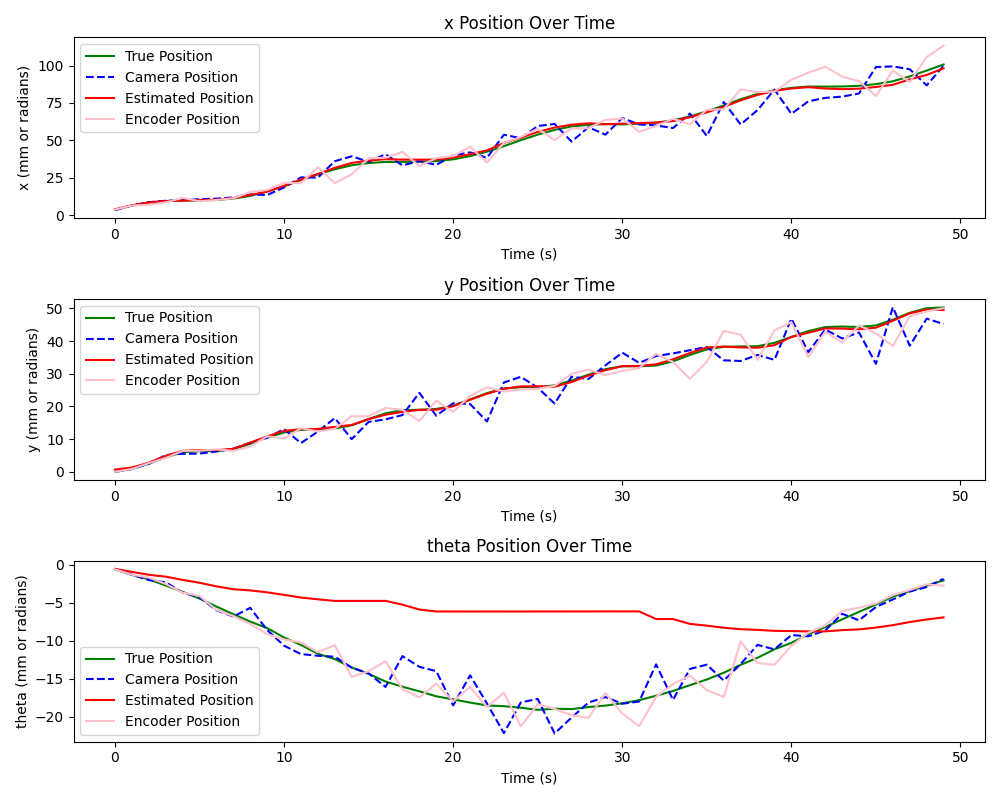 x Position Over Time
True Position
Camera Position
Estimated Position
Encoder Position
x (mm or radians)
100
75
50
25
0
0 10 20 30 40 50
Time (s)
y Position Over Time
True Position
Camera Position
Estimated Position
Encoder Position
y (mm or radians)
50
40
30
20
10
0
0 10 20 30 40 50
Time (s)
theta Position Over Time
theta (mm or radians)
0
−5
−10
−15
−20
True Position
Camera Position
Estimated Position
Encoder Position
0 10 20 30 40 50
Time (s)